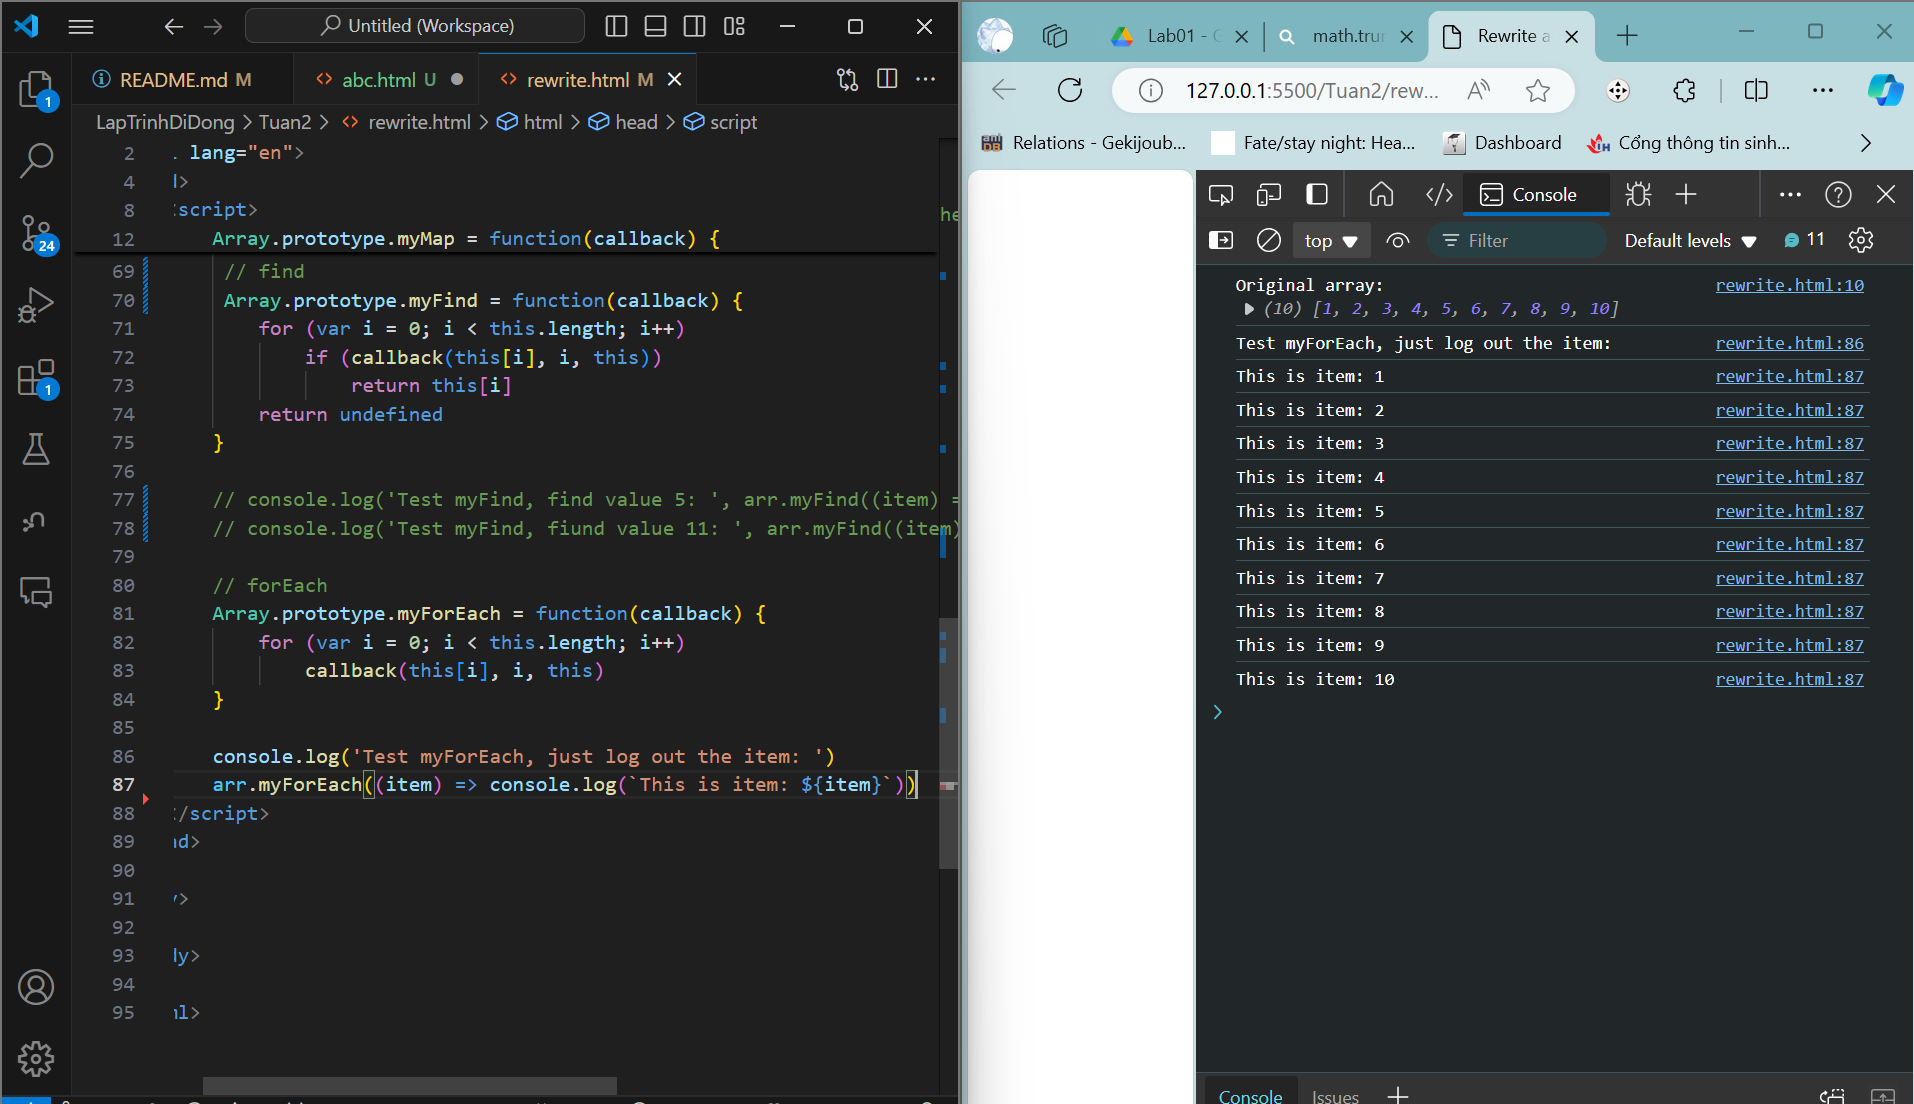 Untitled (Workspace)
README.md M
abc.html U
rewrite.html M
LapTrinhDiDong > Tuan2 > rewrite.html > html > head > script
2 lang="en">
4
8 script>
12 Array.prototype.myMap = function(callback) {
69 // find
70 Array.prototype.myFind = function(callback) {
71 for (var i = 0; i < this.length; i++)
72 if (callback(this[i], i, this))
73 return this[i]
74 return undefined
75 }
76
77 // console.log('Test myFind, find value 5: ', arr.myFind((item) =
78 // console.log('Test myFind, fiund value 11: ', arr.myFind((item)
79
80 // forEach
81 Array.prototype.myForEach = function(callback) {
82 for (var i = 0; i < this.length; i++)
83 callback(this[i], i, this)
84 }
85
86 console.log('Test myForEach, just log out the item: ')
87 arr.myForEach((item) => console.log(`This is item: ${item}`))
88 /script>
89 ad>
90
91 >
92
93 dy>
94
95 ml>
1
24
1
Lab01 -
math.tru
Rewrite a
127.0.0.1:5500/Tuan2/rew...
Relations - Gekijoub...
Fate/stay night: Hea...
Dashboard
Cổng thông tin sinh...
Console
top
Filter
Default levels
11
Original array: rewrite.html:10
(10) [1, 2, 3, 4, 5, 6, 7, 8, 9, 10]
Test myForEach, just log out the item: rewrite.html:86
This is item: 1 rewrite.html:87
This is item: 2 rewrite.html:87
This is item: 3 rewrite.html:87
This is item: 4 rewrite.html:87
This is item: 5 rewrite.html:87
This is item: 6 rewrite.html:87
This is item: 7 rewrite.html:87
This is item: 8 rewrite.html:87
This is item: 9 rewrite.html:87
This is item: 10 rewrite.html:87
>
Console
Issues